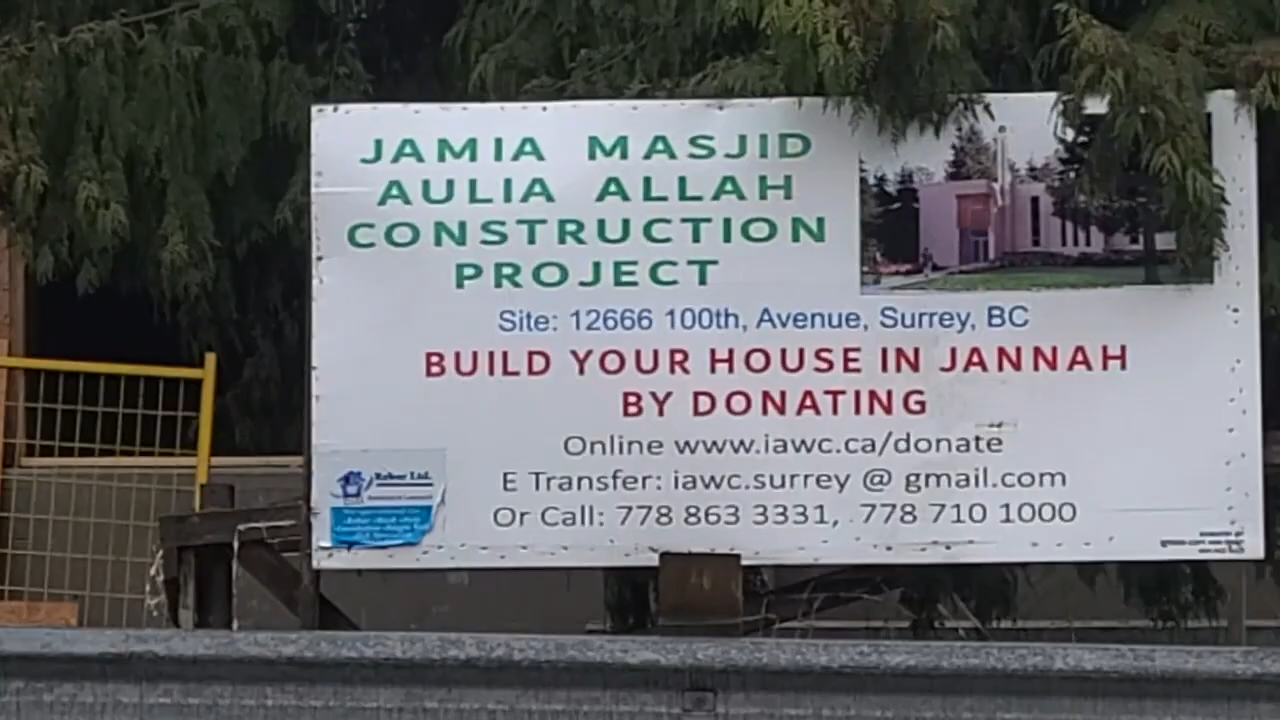 JAMIA MASJID
AULIA ALLAH
CONSTRUCTION
PROJECT
Site: 12666 100th, Avenue, Surrey, BC
BUILD YOUR HOUSE IN JANNAH
BY DONATING
Online www.iawc.ca/donate
E Transfer: iawc.surrey @ gmail.com
Or Call: 778 863 3331, 778 710 1000
Ltd.